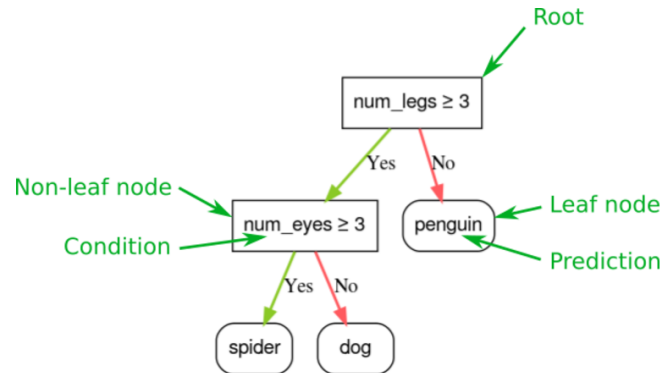 Root
num_legs ≥ 3
Yes
No
Non-leaf node
num_eyes ≥ 3
Condition
penguin
Leaf node
Prediction
Yes
No
spider
dog